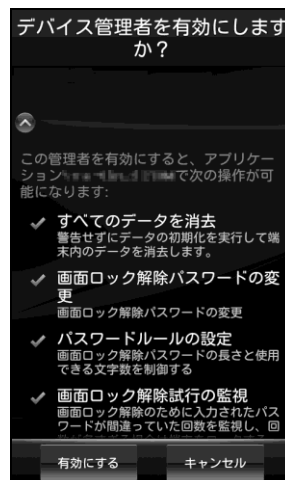 デバイス管理者を有効にします
か？
この管理者を有効にすると、アプリケー
ションで次の操作が可
能になります:
すべてのデータを消去
警告せずにデータの初期化を実行して端
末内のデータを消去します。
画面ロック解除パスワードの変
更
画面ロック解除パスワードの変更
パスワードルールの設定
画面ロック解除パスワードの長さと使用
できる文字数を制御する
画面ロック解除試行の監視
画面ロック解除のために入力されたパス
ワードが間違っていた回数を監視し、回
有効にする キャンセル